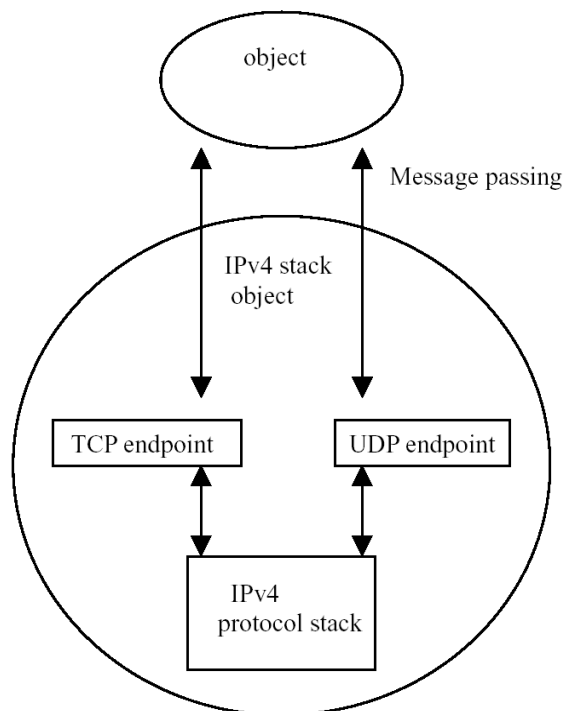 object
Message passing
IPv4 stack
object
TCP endpoint
UDP endpoint
IPv4
protocol stack